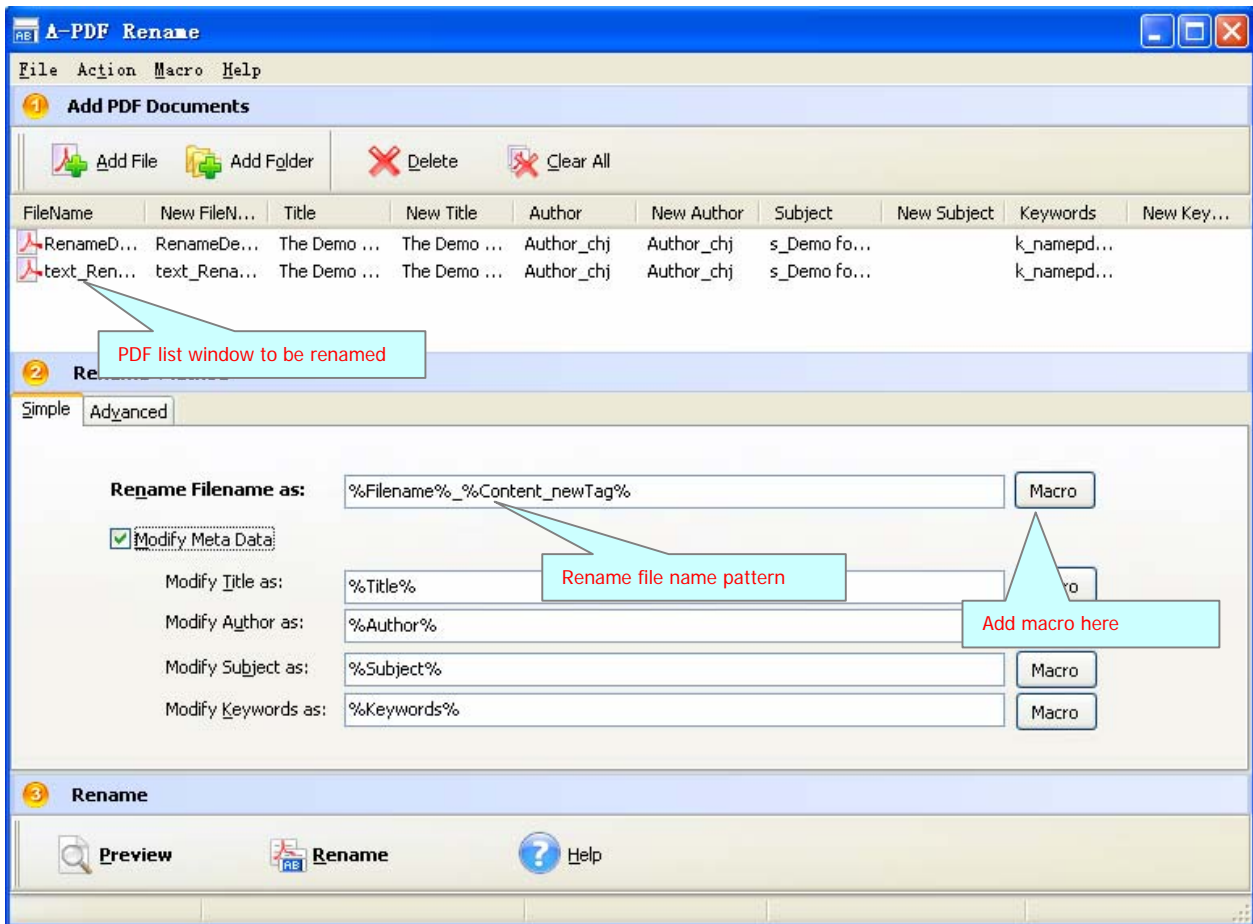 A-PDF Rename
File Action Macro Help
1 Add PDF Documents
Add File Add Folder Delete Clear All
FileName New FileN... Title New Title Author New Author Subject New Subject Keywords New Key...
RenameD... RenameDe... The Demo ... The Demo ... Author_chj Author_chj s_Demo fo... k_namepd...
text_Ren... text_Rena... The Demo ... The Demo ... Author_chj Author_chj s_Demo fo... k_namepd...
PDF list window to be renamed
2
Simple Advanced
Rename Filename as: %Filename%_%Content_newTag% Macro
Modify Meta Data
Rename file name pattern
Modify Title as: %Title%
Add macro here
Modify Author as: %Author%
Modify Subject as: %Subject% Macro
Modify Keywords as: %Keywords% Macro
3 Rename
Preview Rename Help